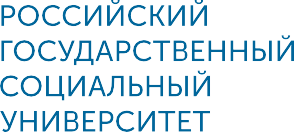 РОССИЙСКИЙ
ГОСУДАРСТВЕННЫЙ
СОЦИАЛЬНЫЙ
УНИВЕРСИТЕТ